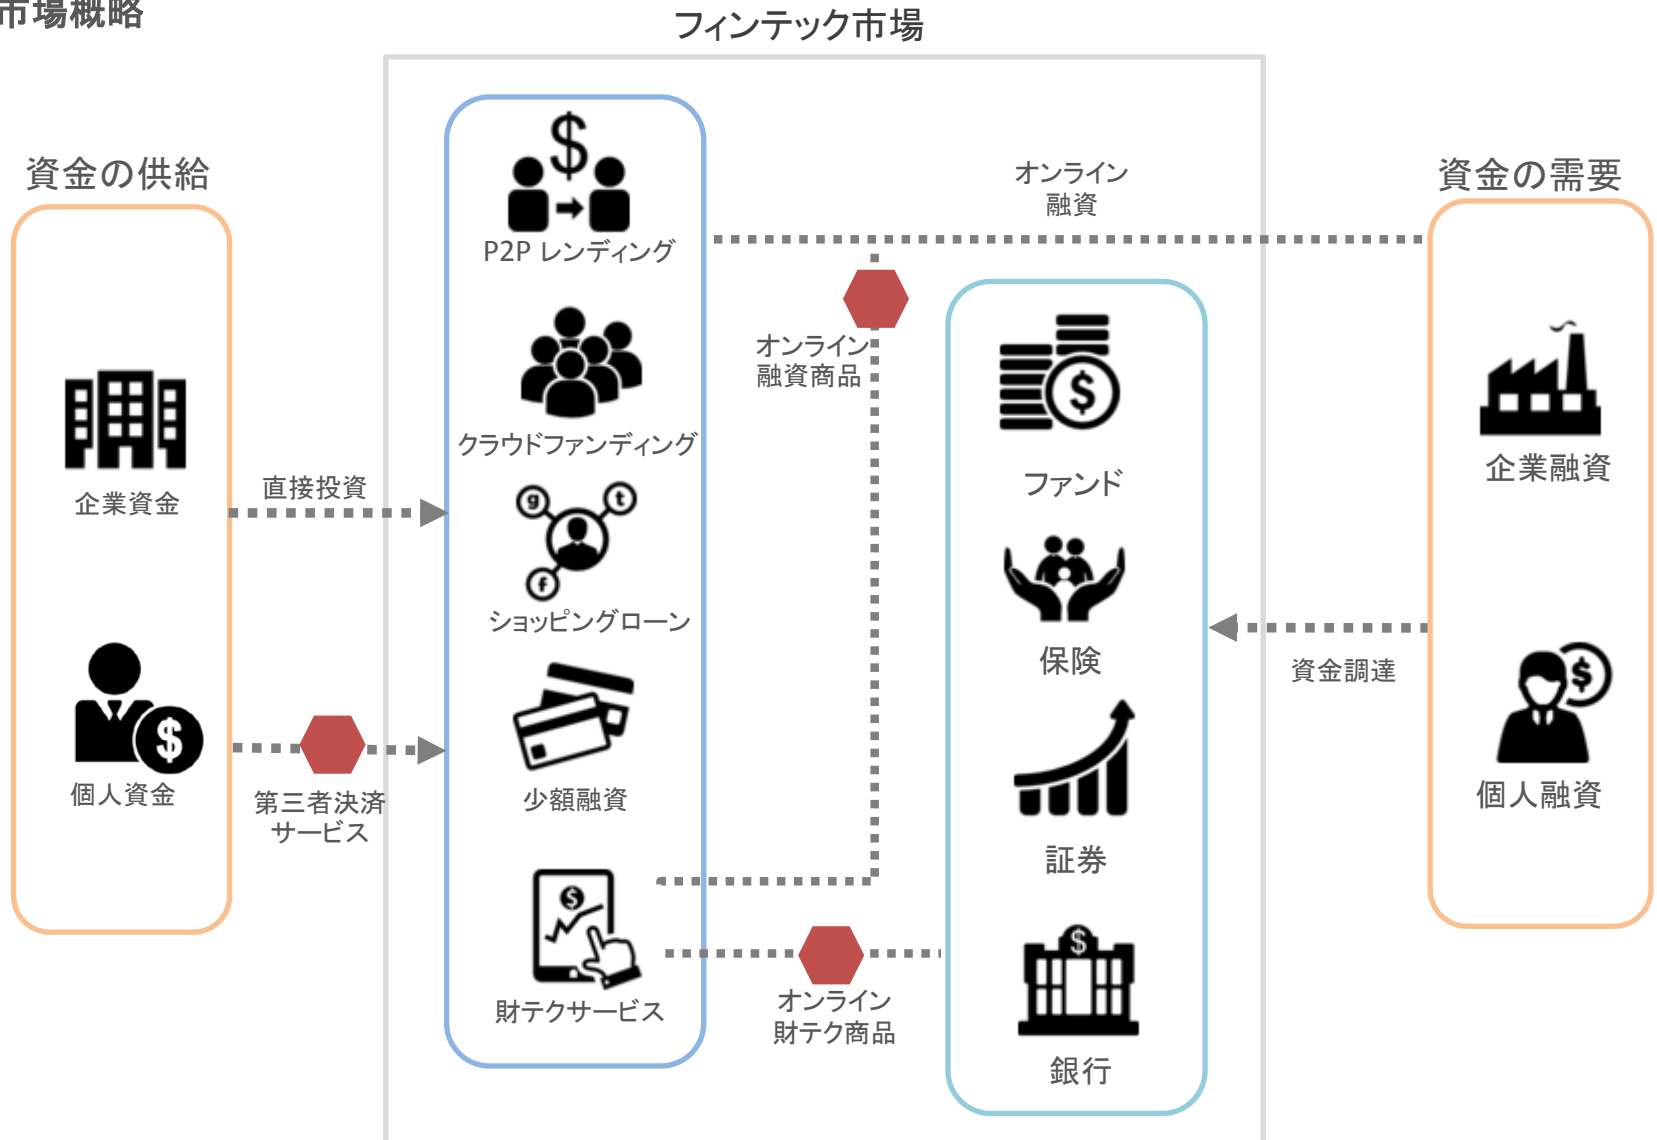 市場概略
フィンテック市場
資金の供給
企業資金
個人資金
直接投資
第三者決済
サービス
$
P2P レンディング
クラウドファンディング
g
t
f
ショッピングローン
少額融資
$
財テクサービス
オンライン
融資
オンライン
融資商品
オンライン
財テク商品
$
ファンド
保険
証券
$
銀行
資金調達
資金の需要
企業融資
$
個人融資
$